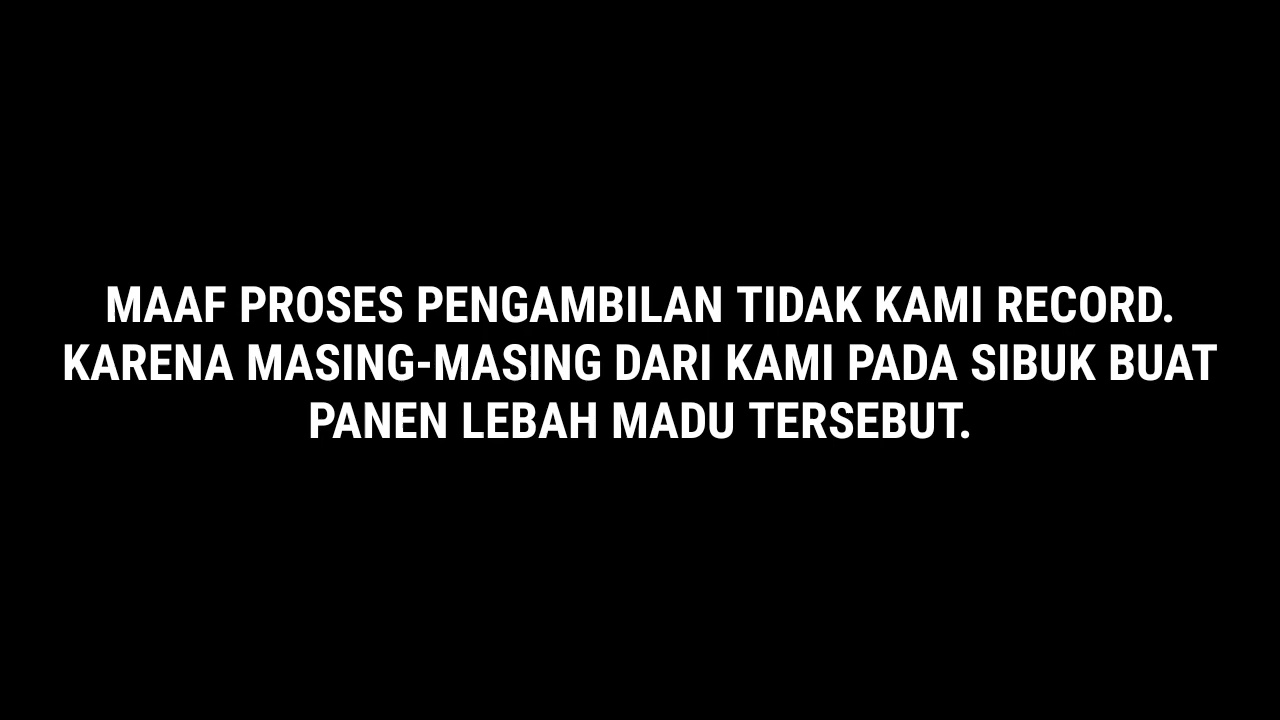 MAAF PROSES PENGAMBILAN TIDAK KAMI RECORD.
KARENA MASING-MASING DARI KAMI PADA SIBUK BUAT
PANEN LEBAH MADU TERSEBUT.